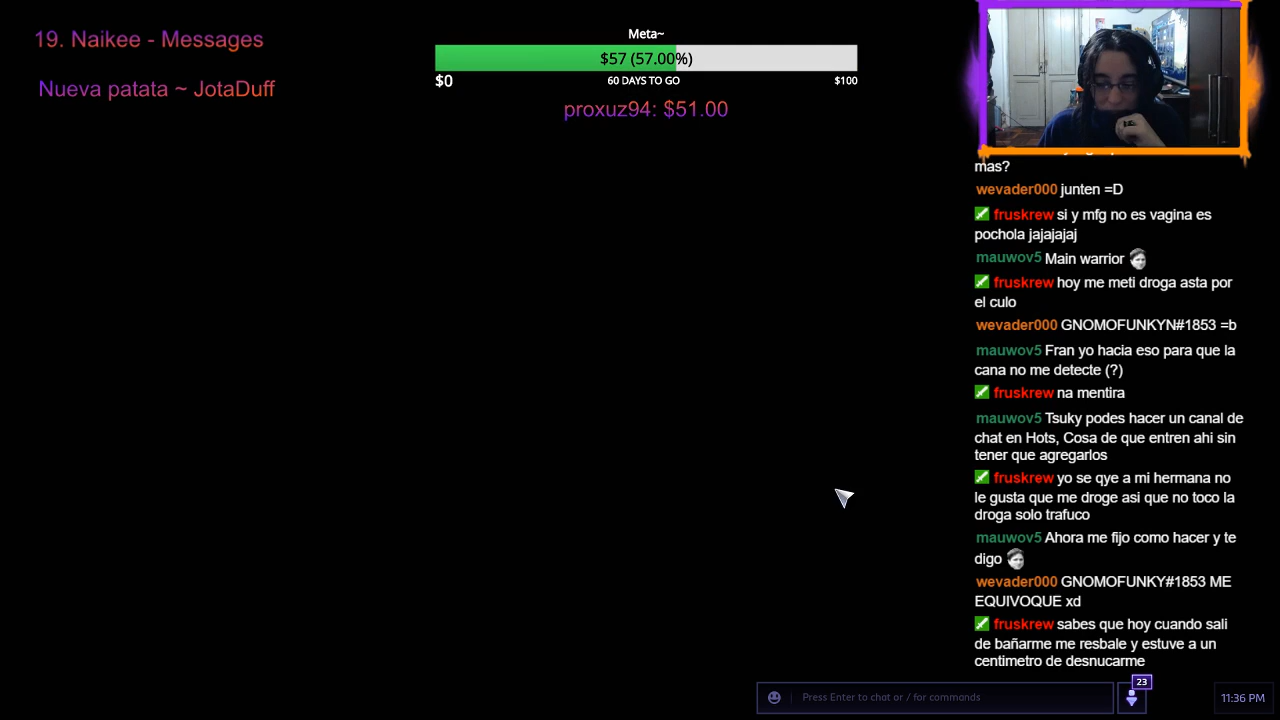 19. Naikee - Messages
Nueva patata ~ JotaDuff
Meta~
$57 (57.00%)
$0
60 DAYS TO GO
$100
proxuz94: $51.00
mas?
wevader000 junten =D
fruskrew si y mfg no es vagina es
pochola jajajajaj
mauwov5 Main warrior
fruskrew hoy me meti droga asta por
el culo
wevader000 GNOMOFUNKYN#1853 =b
mauwov5 Fran yo hacia eso para que la
cana no me detecte (?)
fruskrew na mentira
mauwov5 Tsuky podes hacer un canal de
chat en Hots, Cosa de que entren ahi sin
tener que agregarlos
fruskrew yo se qye a mi hermana no
le gusta que me droge asi que no toco la
droga solo trafuco
mauwov5 Ahora me fijo como hacer y te
digo
wevader000 GNOMOFUNKY#1853 ME
EQUIVOQUE xd
fruskrew sabes que hoy cuando sali
de bañarme me resbale y estuve a un
centimetro de desnucarme
Press Enter to chat or / for commands
23
11:36 PM